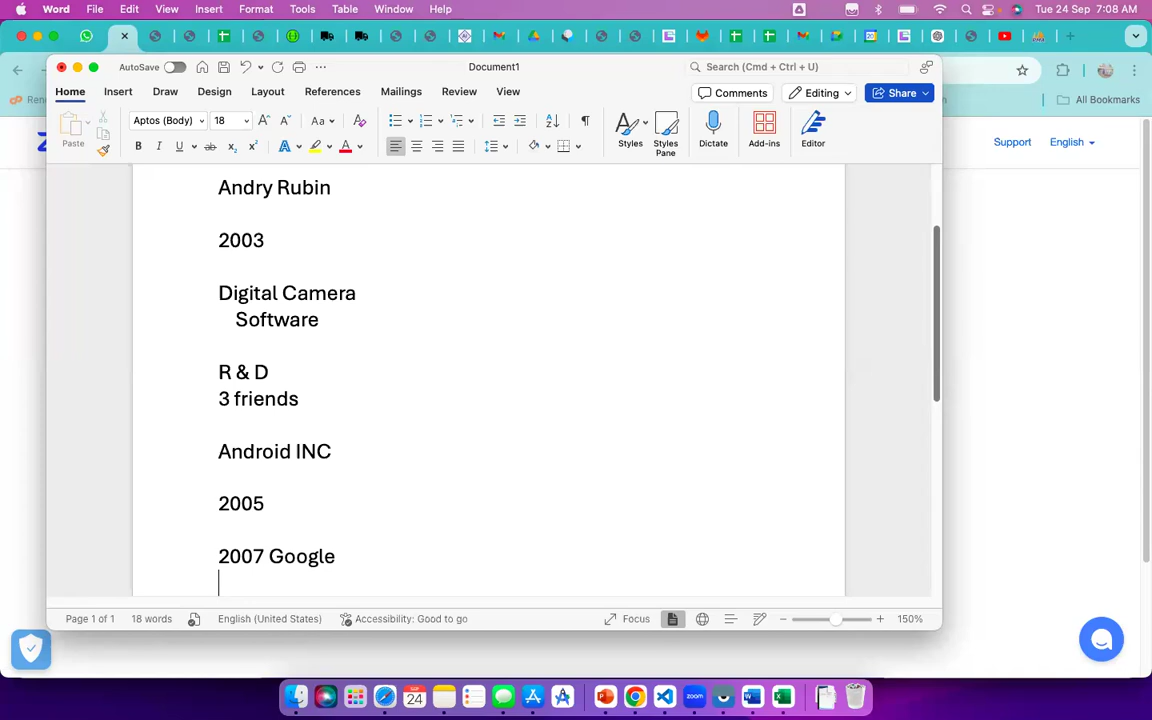 Word File Edit View Insert Format Tools Table Window Help Tue 24 Sep 7:08 AM
AutoSave Document1 Search (Cmd + Ctrl + U)
Home Insert Draw Design Layout References Mailings Review View Comments Editing Share
All Bookmarks
Aptos (Body) 18
Paste Styles Styles Pane Dictate Add-ins Editor
Support English
Andry Rubin
2003
Digital Camera
Software
R & D
3 friends
Android INC
2005
2007 Google
Page 1 of 1 18 words English (United States) Accessibility: Good to go Focus 150%
SEP
24